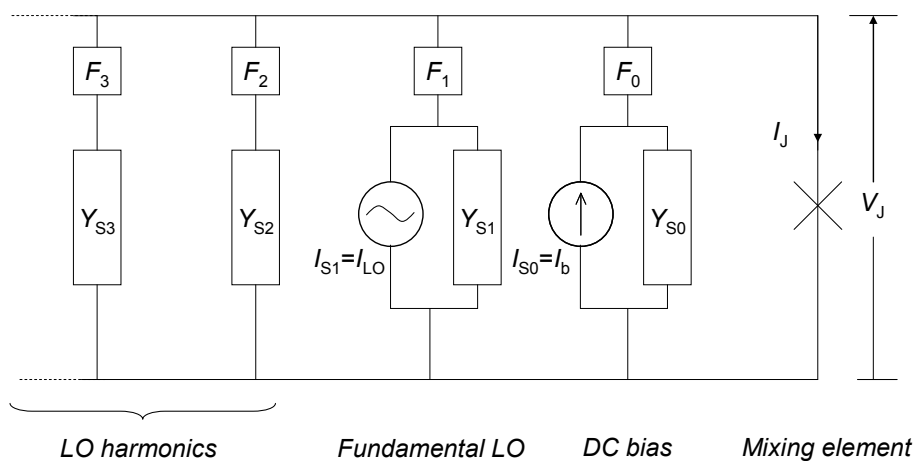 F3
F2
F1
F0
IJ
VJ
YS3
YS2
YS1
YS0
IS1=ILO
IS0=Ib
LO harmonics
Fundamental LO
DC bias
Mixing element